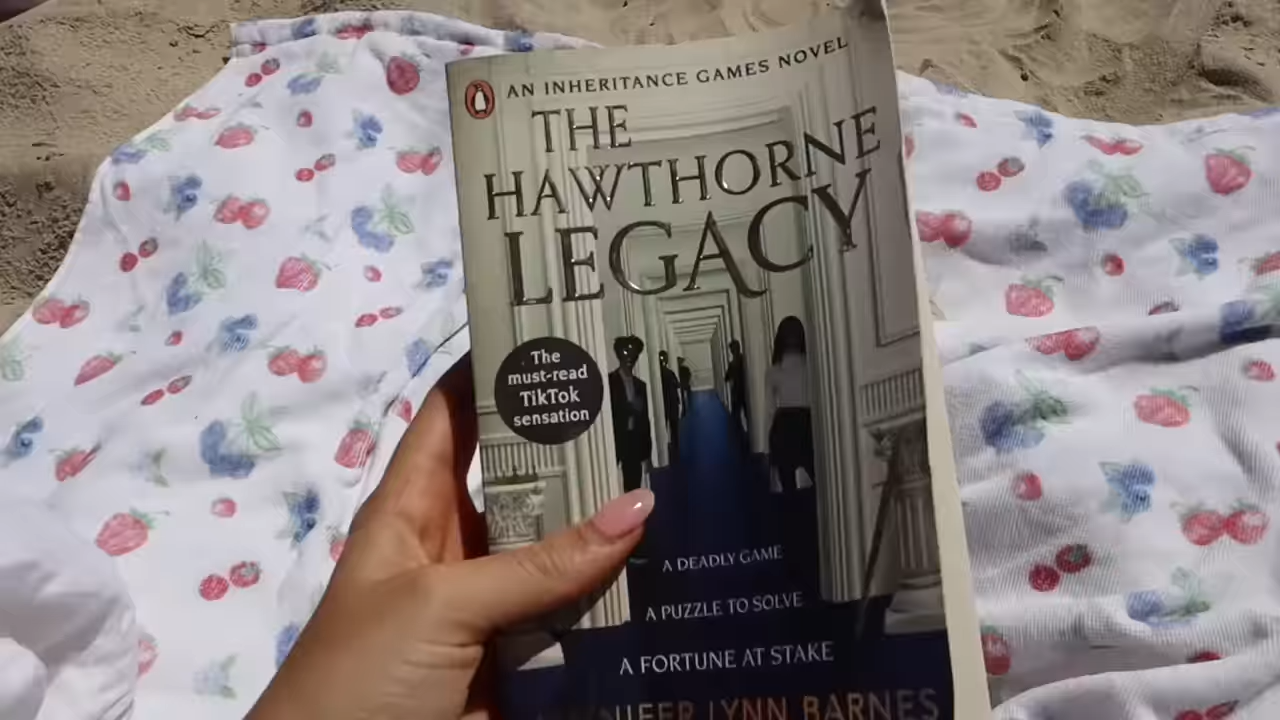 AN INHERITANCE GAMES NOVEL
THE
HAWTHORNE
LEGACY
The
must-read
TikTok
sensation
A DEADLY GAME
A PUZZLE TO SOLVE
A FORTUNE AT STAKE
JENNIFER LYNN BARNES